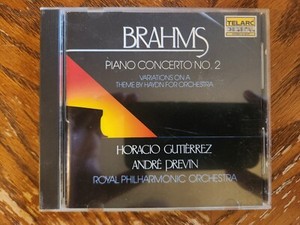 BRAHMS
TELARC
DIGITAL
PIANO CONCERTO NO. 2
VARIATIONS ON A
THEME BY HAYDN FOR ORCHESTRA
HORACIO GUTIÉRREZ
ANDRÉ PREVIN
ROYAL PHILHARMONIC ORCHESTRA